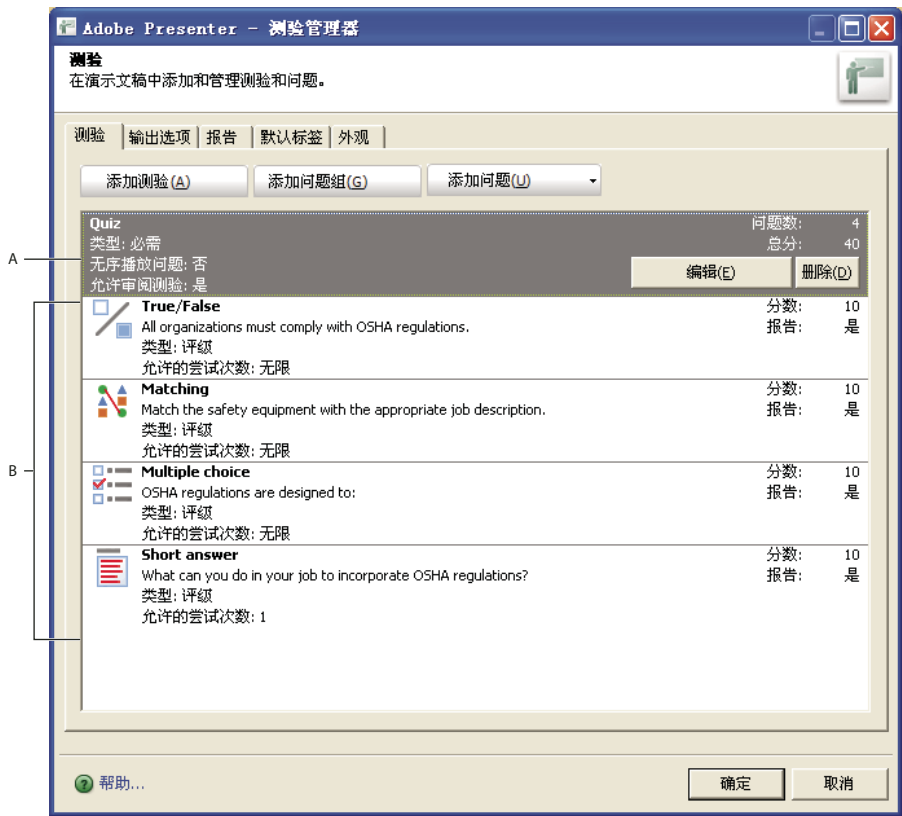 Adobe Presenter - 测验管理器
测验
在演示文稿中添加和管理测验和问题。
测验 输出选项 报告 默认标签 外观
添加测验(A) 添加问题组(G) 添加问题(U)
Quiz 问题数: 4
类型: 必需 总分: 40
A
无序播放问题: 否 编辑(E) 删除(D)
允许审阅测验: 是
True/False 分数: 10
All organizations must comply with OSHA regulations. 报告: 是
类型: 评级
允许的尝试次数: 无限
Matching 分数: 10
Match the safety equipment with the appropriate job description. 报告: 是
类型: 评级
允许的尝试次数: 无限
B
Multiple choice 分数: 10
OSHA regulations are designed to: 报告: 是
类型: 评级
允许的尝试次数: 无限
Short answer 分数: 10
What can you do in your job to incorporate OSHA regulations? 报告: 是
类型: 评级
允许的尝试次数: 1
帮助... 确定 取消